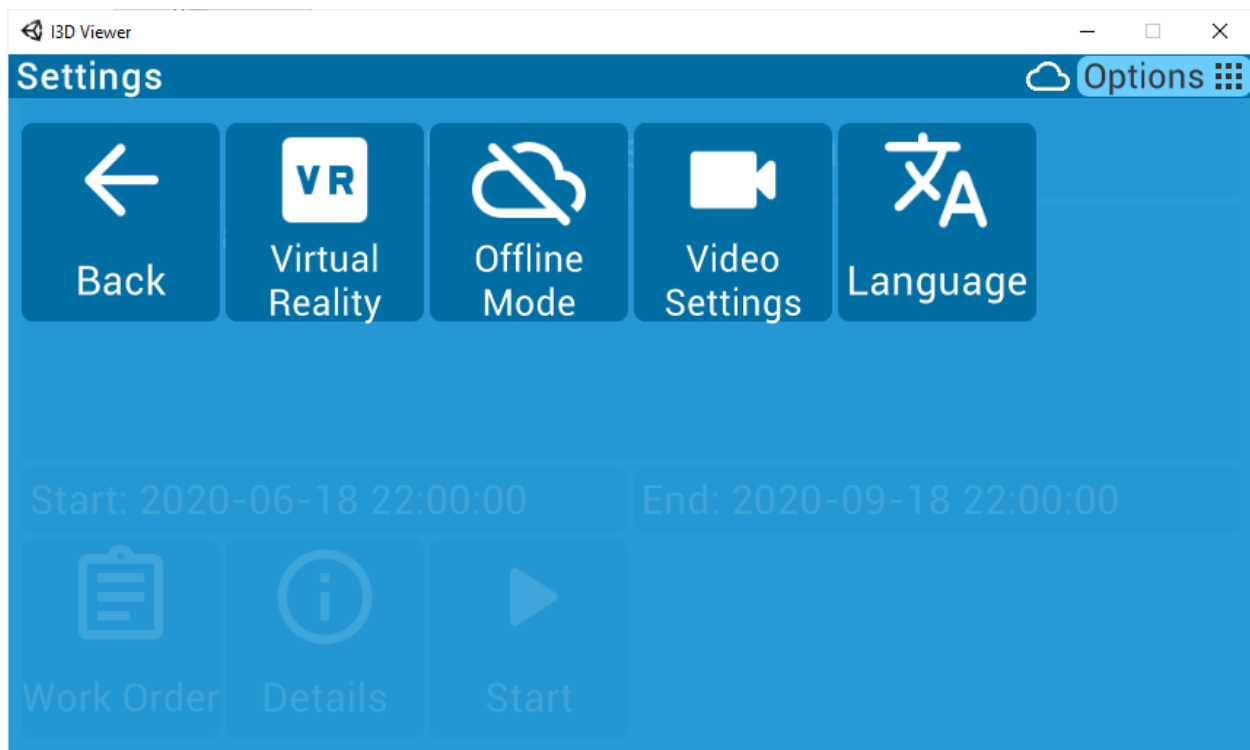 I3D Viewer
Settings
Options
Back
VR
Virtual
Reality
Offline
Mode
Video
Settings
Language
Start: 2020-06-18 22:00:00
End: 2020-09-18 22:00:00
Work Order
Details
Start